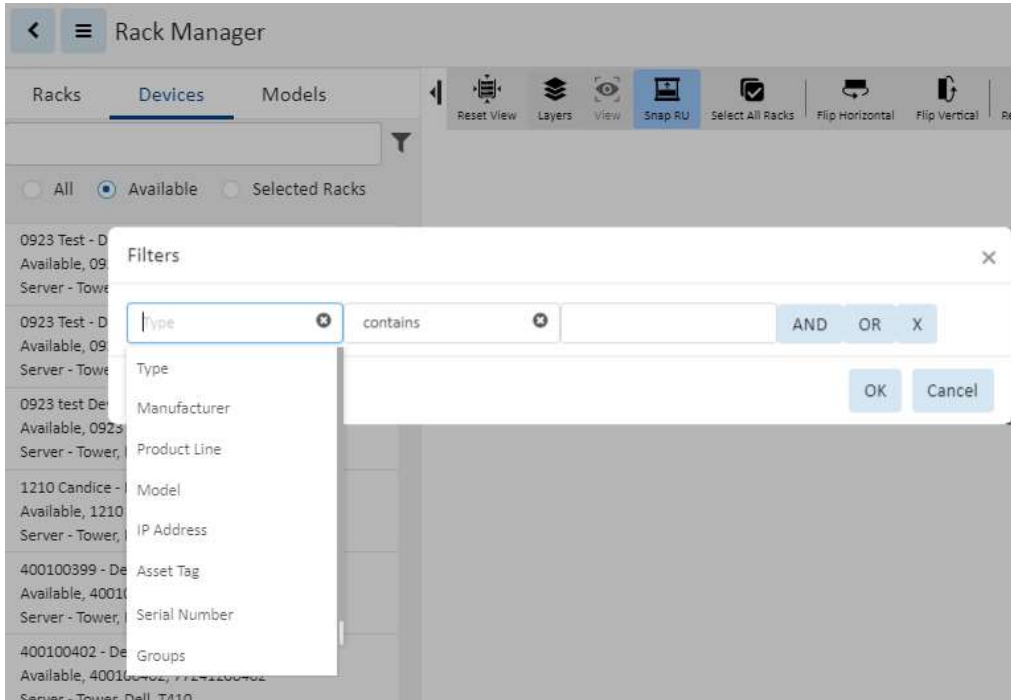 Rack Manager
Racks Devices Models
Reset View Layers View Snap RU Select All Racks Flip Horizontal Flip Vertical
All Available Selected Racks
0923 Test - D
Available, 09
Server - Towe
0923 Test - D
Available, 09
Server - Towe
0923 test De
Available, 0923
Server - Tower,
1210 Candice -
Available, 1210
Server - Tower,
400100399 - De
Available, 4001
Server - Tower,
400100402 - De
Available, 400100402, 77241200402
Server - Tower, Dell, T410
Filters
Type contains AND OR X
Type
Manufacturer
Product Line
Model
IP Address
Asset Tag
Serial Number
Groups
OK Cancel